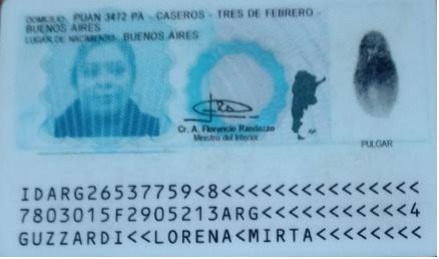 DOMICILIO: PUAN 3472 PA - CASEROS - TRES DE FEBRERO -
BUENOS AIRES
LUGAR DE NACIMIENTO: BUENOS AIRES
Cr. A. Florencio Randazzo
Ministro del Interior
PULGAR
IDARG26537759<8<<<<<<<<<<<<<<<
7803015F2905213ARG<<<<<<<<<<<4
GUZZARDI<<LORENA<MIRTA<<<<<<<<